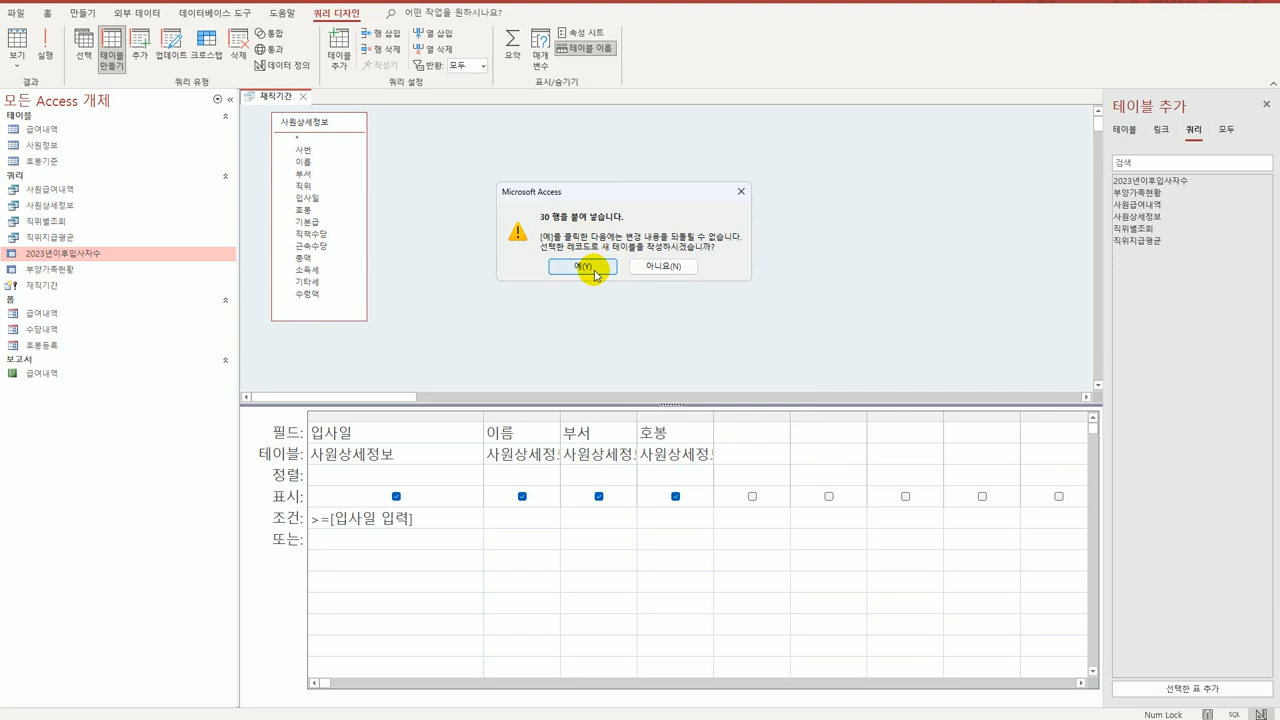 파일 홈 만들기 외부 데이터 데이터베이스 도구 도움말 쿼리 디자인 어떤 작업을 원하시나요?
보기 실행 선택 테이블 만들기 추가 업데이트 크로스탭 삭제 통합 통과 데이터 정의 테이블 추가 행 삽입 행 삭제 작성기 열 삽입 열 삭제 반환: 모두 요약 매개 변수 속성 시트 테이블 이름
결과 쿼리 유형 쿼리 설정 표시/숨기기
모든 Access 개체
테이블
급여내역
사원정보
호봉기준
쿼리
사원급여내역
사원상세정보
직위별조회
직위지급평균
2023년이후입사자수
부양가족현황
재직기간
폼
급여내역
수당내역
호봉등록
보고서
급여내역
재직기간
사원상세정보
*
사번
이름
부서
직위
입사일
호봉
기본급
직책수당
근속수당
총액
소득세
기타세
수령액
Microsoft Access
30 행을 붙여 넣습니다.
[예]를 클릭한 다음에는 변경 내용을 되돌릴 수 없습니다.
선택한 레코드로 새 테이블을 작성하시겠습니까?
예(Y) 아니요(N)
필드: 입사일 이름 부서 호봉
테이블: 사원상세정보 사원상세정보 사원상세정보 사원상세정보
정렬:
표시:
조건: >=[입사일 입력]
또는:
테이블 추가
테이블 링크 쿼리 모두
검색
2023년이후입사자수
부양가족현황
사원급여내역
사원상세정보
직위별조회
직위지급평균
선택한 표 추가
Num Lock SQL